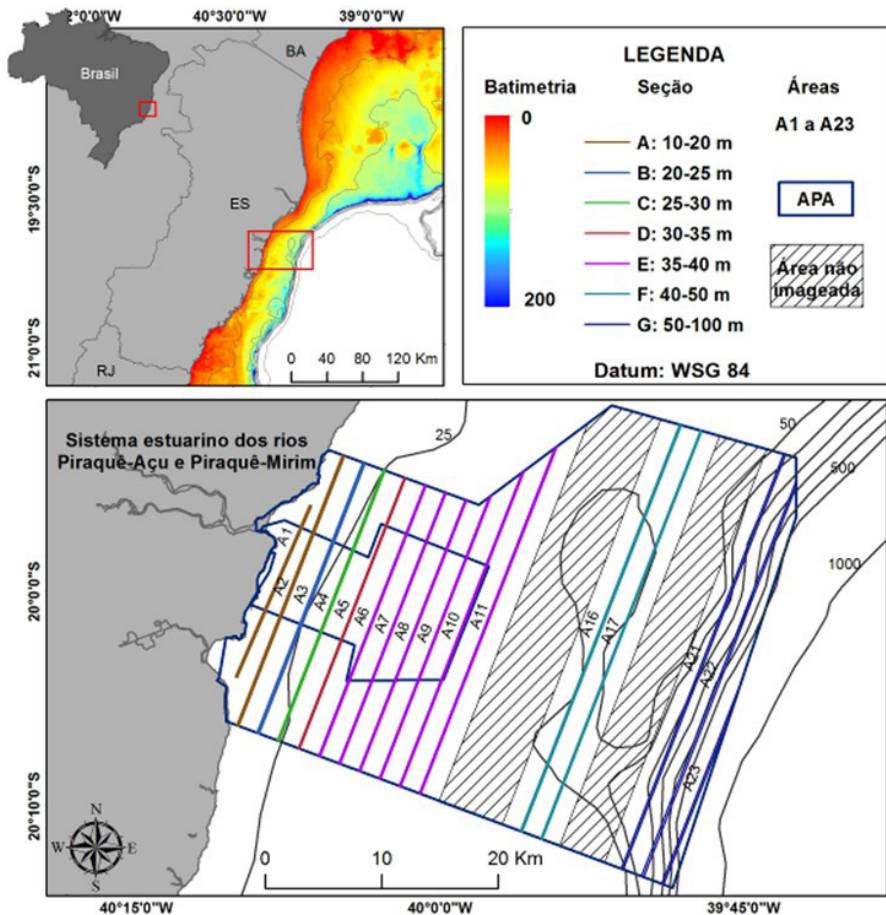 2°0'0"W 40°30'0"W 39°0'0"W
BA
Brasil
ES
19°30'0"S
21°0'0"S
RJ
0 40 80 120 Km
LEGENDA
Batimetria Seção Áreas
0
200
A: 10-20 m
B: 20-25 m
C: 25-30 m
D: 30-35 m
E: 35-40 m
F: 40-50 m
G: 50-100 m
A1 a A23
APA
Área não
imageada
Datum: WSG 84
Sistema estuarino dos rios
Piraquê-Açu e Piraquê-Mirim
25
50
500
1000
A1
A2
A3
A4
A5
A6
A7
A8
A9
A10
A11
A16
A17
A21
A22
A23
20°0'0"S
20°10'0"S
N
W E
S
0 10 20 Km
40°15'0"W 40°0'0"W 39°45'0"W